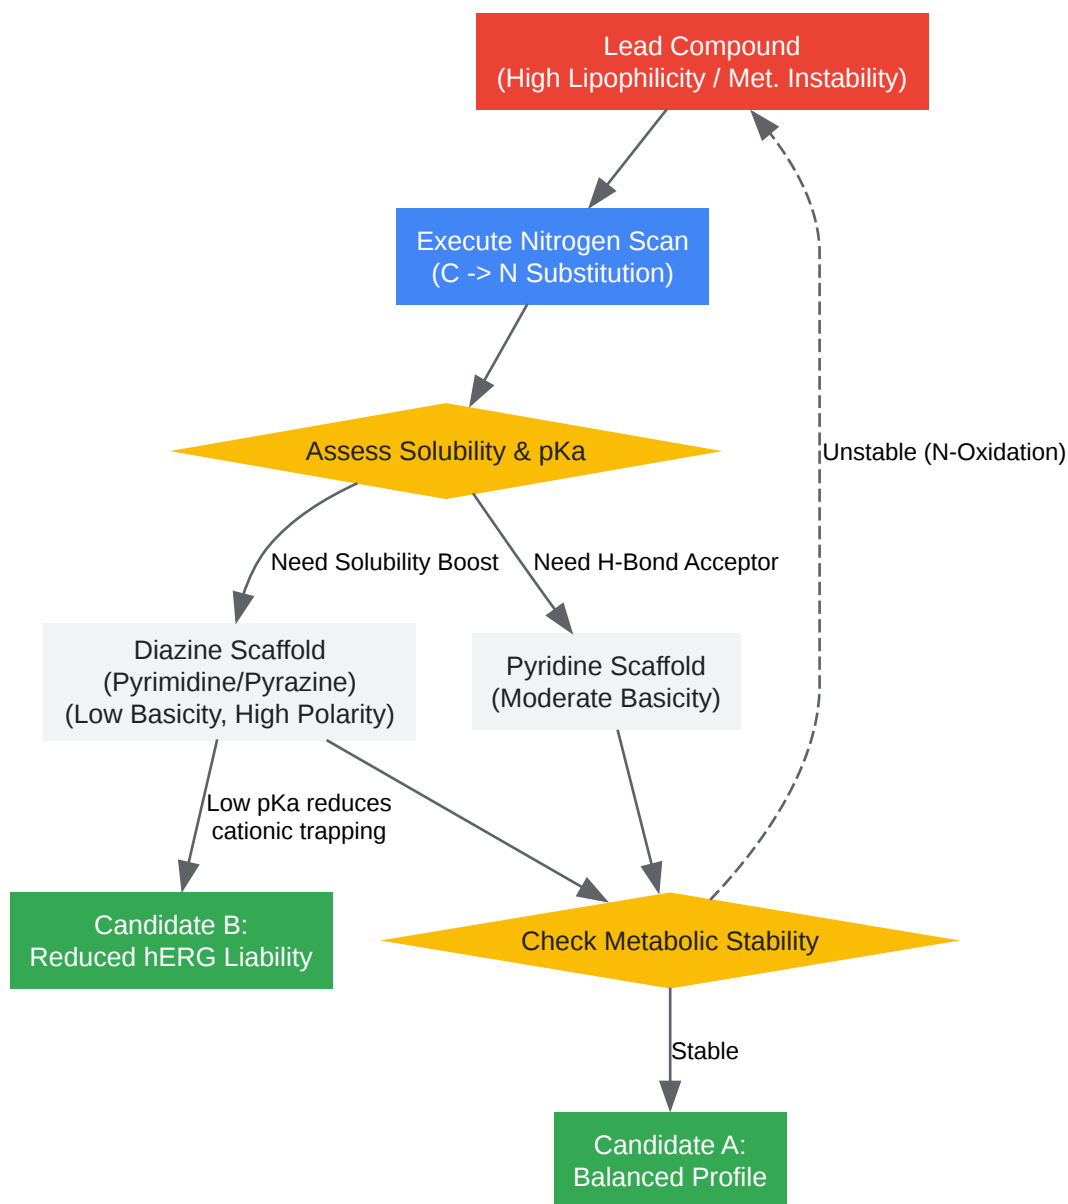 Lead Compound
(High Lipophilicity / Met. Instability)
Execute Nitrogen Scan
(C -> N Substitution)
Assess Solubility & pKa
Unstable (N-Oxidation)
Need Solubility Boost
Need H-Bond Acceptor
Diazine Scaffold
(Pyrimidine/Pyrazine)
(Low Basicity, High Polarity)
Pyridine Scaffold
(Moderate Basicity)
Low pKa reduces
cationic trapping
Candidate B:
Reduced hERG Liability
Check Metabolic Stability
Stable
Candidate A:
Balanced Profile